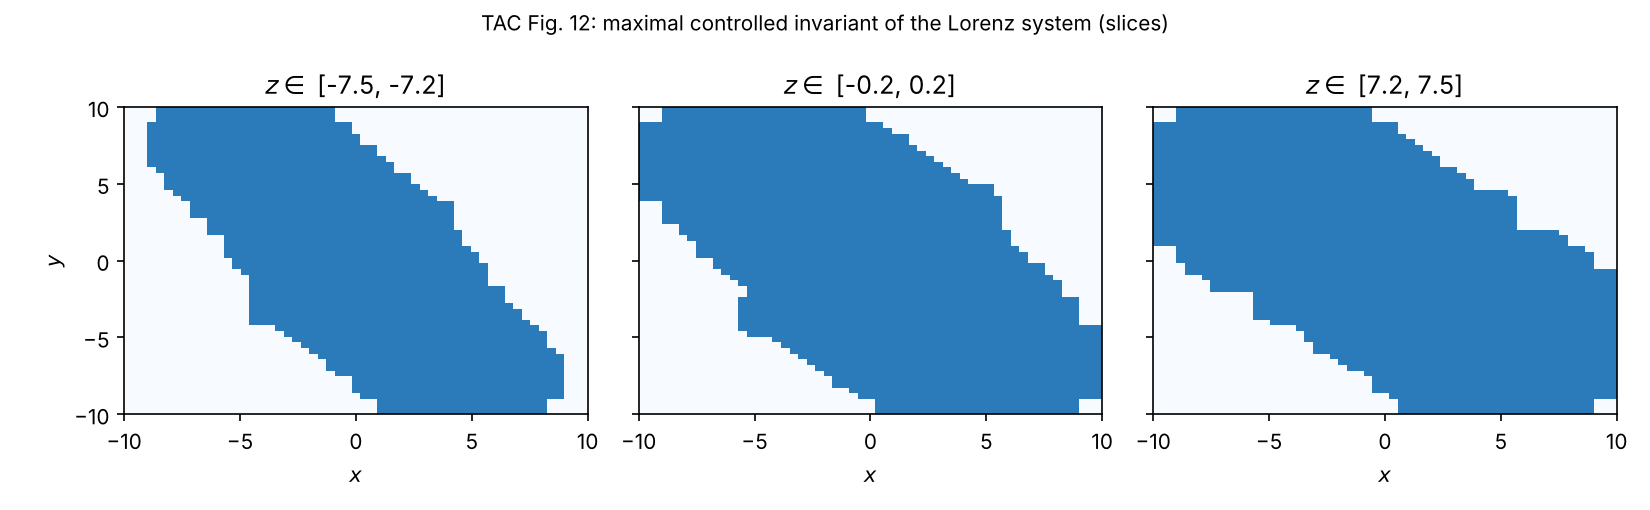 TAC Fig. 12: maximal controlled invariant of the Lorenz system (slices)
z ∈ [-7.5, -7.2]
z ∈ [-0.2, 0.2]
z ∈ [7.2, 7.5]
10
5
0
−5
−10
y
−10 −5 0 5 10
−10 −5 0 5 10
−10 −5 0 5 10
x
x
x